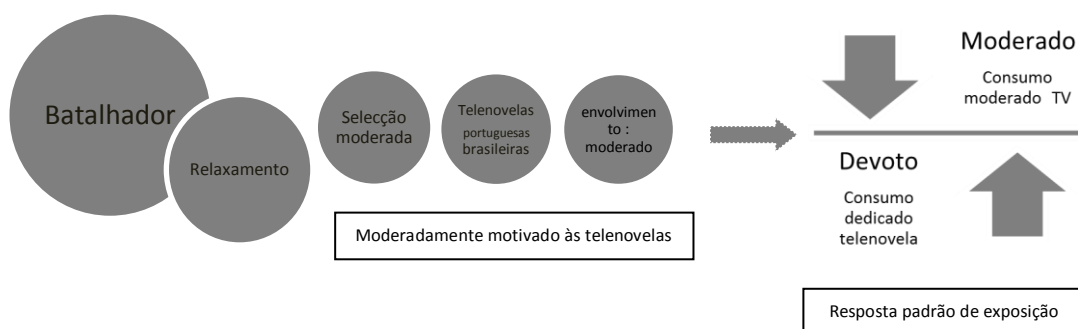 Batalhador
Relaxamento
Selecção
moderada
Telenovelas
portuguesas
brasileiras
envolvimen
to :
moderado
Moderadamente motivado às telenovelas
Moderado
Consumo
moderado TV
Devoto
Consumo
dedicado
telenovela
Resposta padrão de exposição